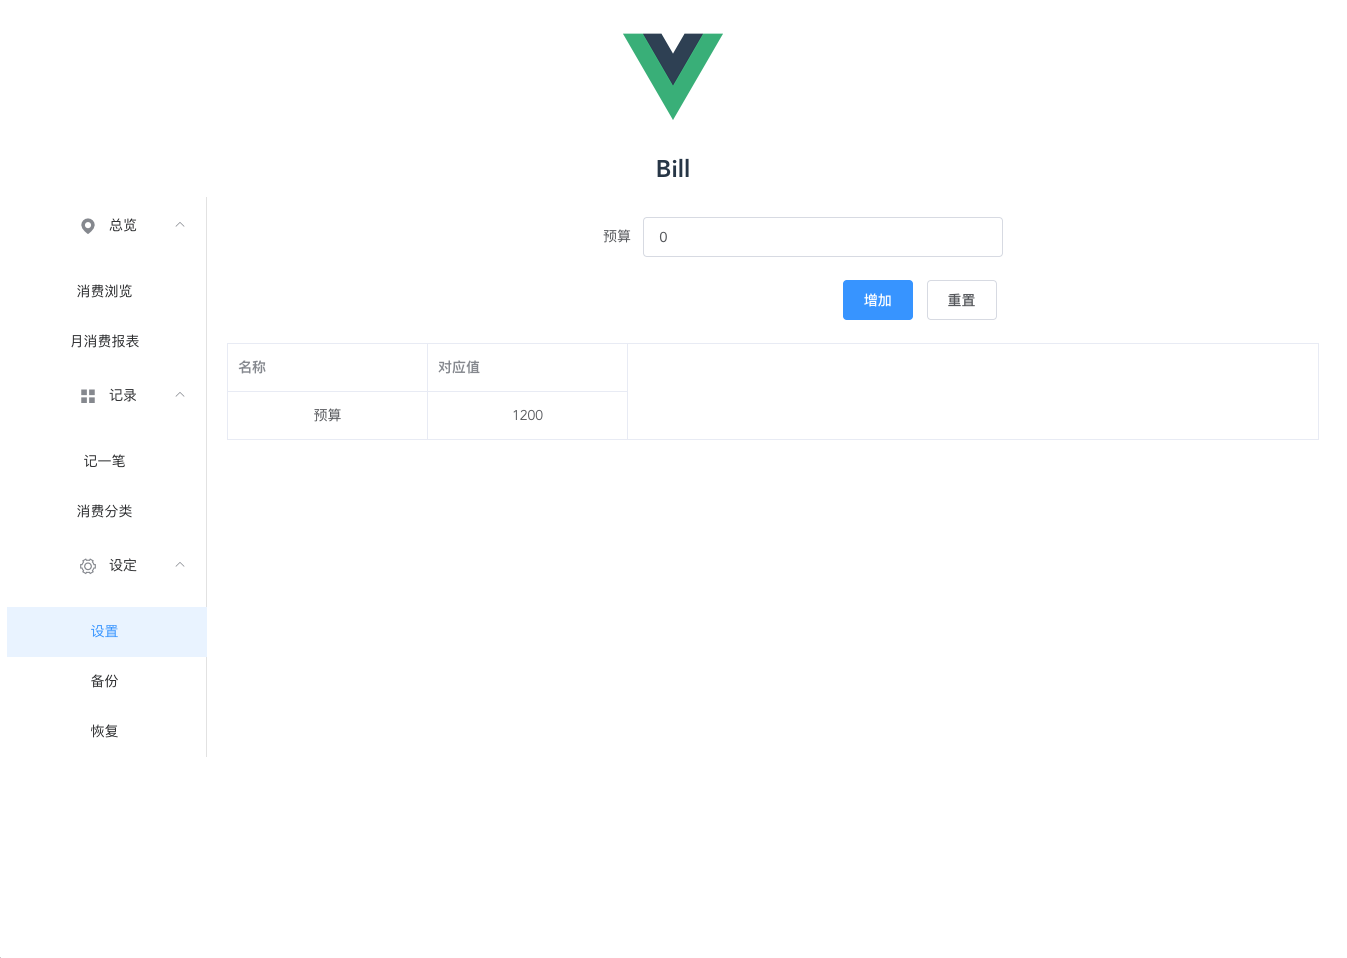 Bill
总览
消费浏览
月消费报表
记录
记一笔
消费分类
设定
设置
备份
恢复
预算 0
增加 重置
名称 对应值
预算 1200